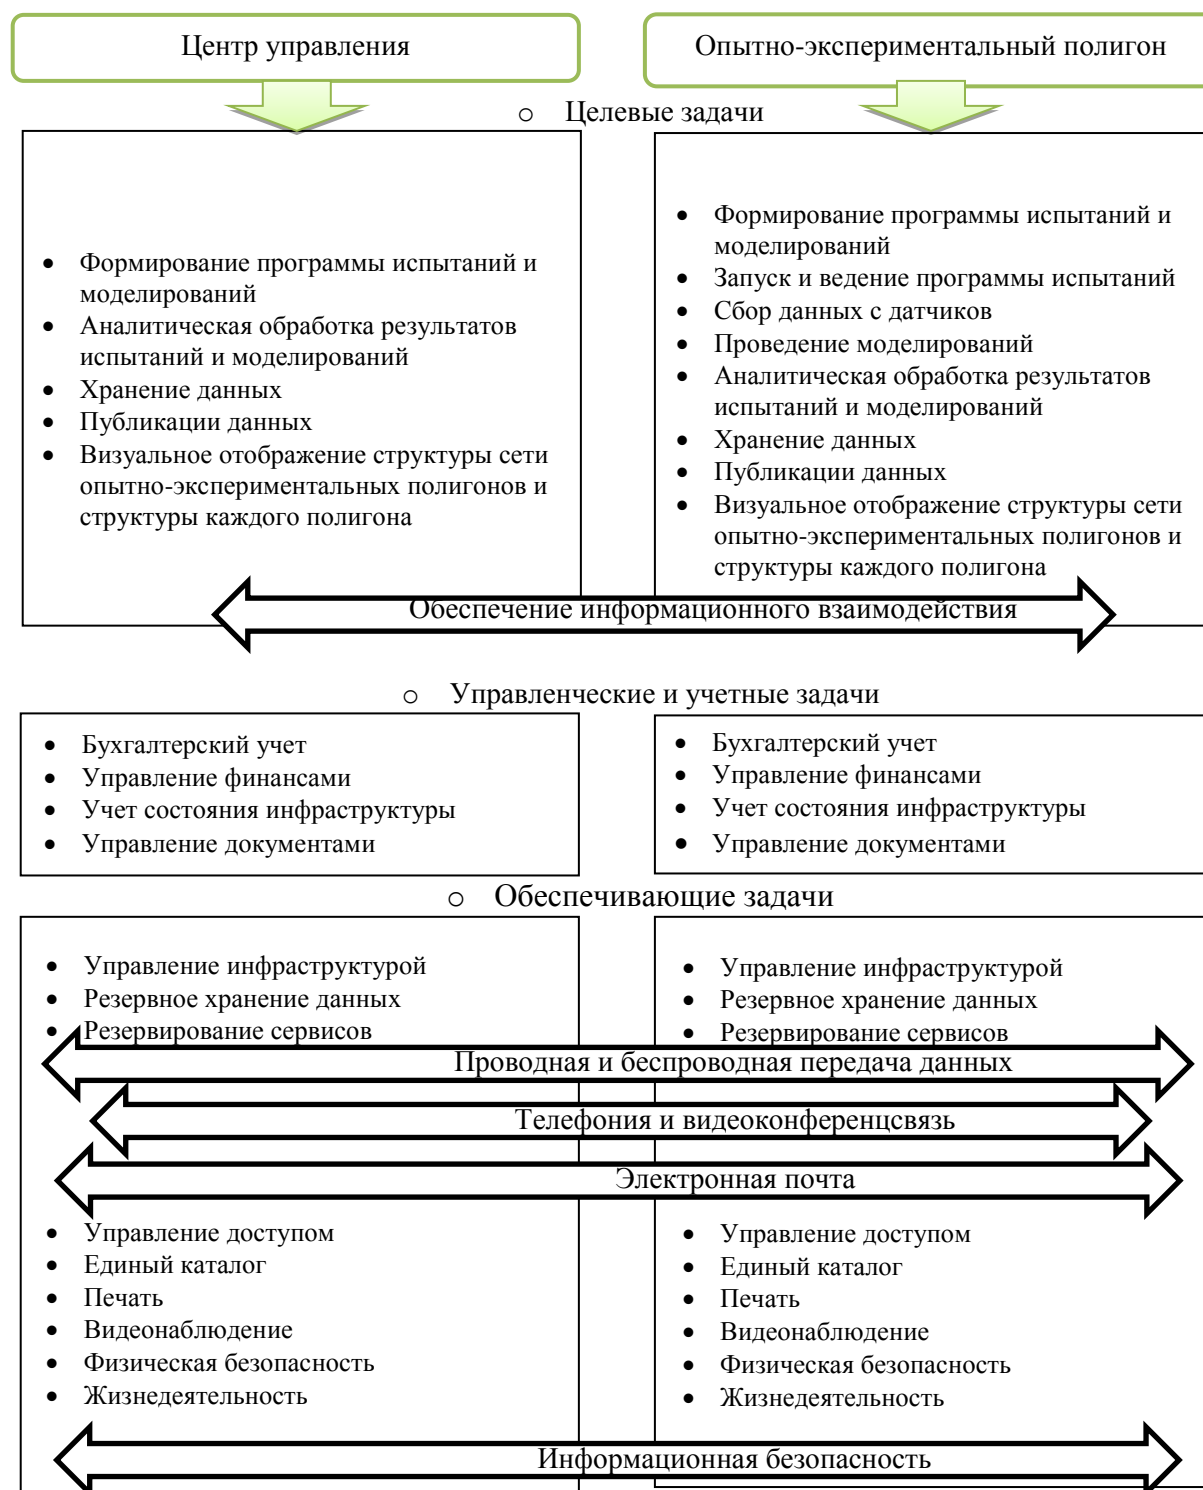 Центр управления
Опытно-экспериментальный полигон
o Целевые задачи
• Формирование программы испытаний и
моделирований
• Аналитическая обработка результатов
испытаний и моделирований
• Хранение данных
• Публикации данных
• Визуальное отображение структуры сети
опытно-экспериментальных полигонов и
структуры каждого полигона
• Формирование программы испытаний и
моделирований
• Запуск и ведение программы испытаний
• Сбор данных с датчиков
• Проведение моделирований
• Аналитическая обработка результатов
испытаний и моделирований
• Хранение данных
• Публикации данных
• Визуальное отображение структуры сети
опытно-экспериментальных полигонов и
структуры каждого полигона
Обеспечение информационного взаимодействия
o Управленческие и учетные задачи
• Бухгалтерский учет
• Управление финансами
• Учет состояния инфраструктуры
• Управление документами
• Бухгалтерский учет
• Управление финансами
• Учет состояния инфраструктуры
• Управление документами
o Обеспечивающие задачи
• Управление инфраструктурой
• Резервное хранение данных
• Резервирование сервисов
• Управление инфраструктурой
• Резервное хранение данных
• Резервирование сервисов
Проводная и беспроводная передача данных
Телефония и видеоконференцсвязь
Электронная почта
• Управление доступом
• Единый каталог
• Печать
• Видеонаблюдение
• Физическая безопасность
• Жизнедеятельность
• Управление доступом
• Единый каталог
• Печать
• Видеонаблюдение
• Физическая безопасность
• Жизнедеятельность
Информационная безопасность